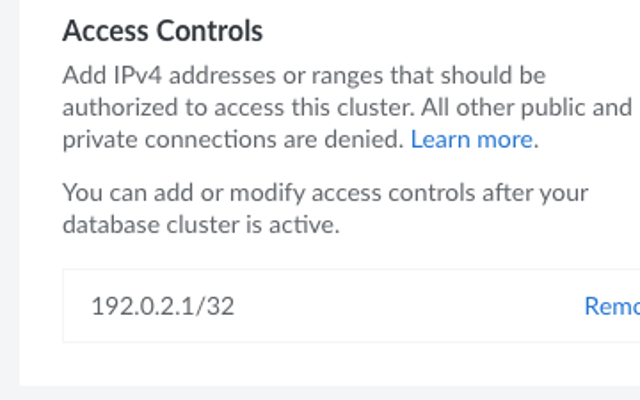 Access Controls
Add IPv4 addresses or ranges that should be
authorized to access this cluster. All other public and
private connections are denied. Learn more.
You can add or modify access controls after your
database cluster is active.
192.0.2.1/32